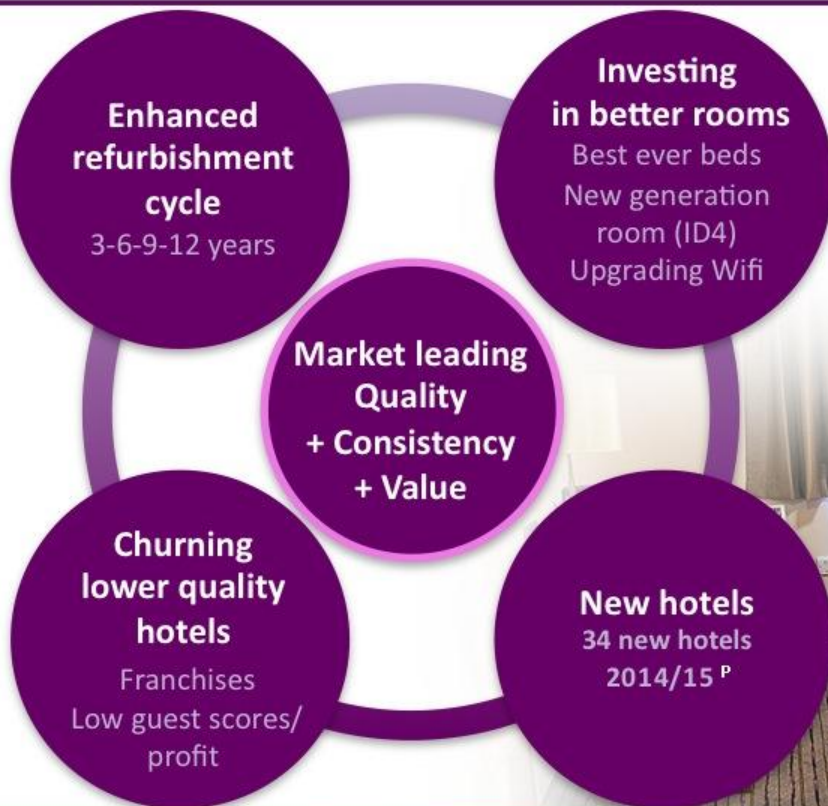 Enhanced
refurbishment
cycle
3-6-9-12 years
Investing
in better rooms
Best ever beds
New generation
room (ID4)
Upgrading Wifi
Market leading
Quality
+ Consistency
+ Value
Churning
lower quality
hotels
Franchises
Low guest scores/
profit
New hotels
34 new hotels
2014/15 P